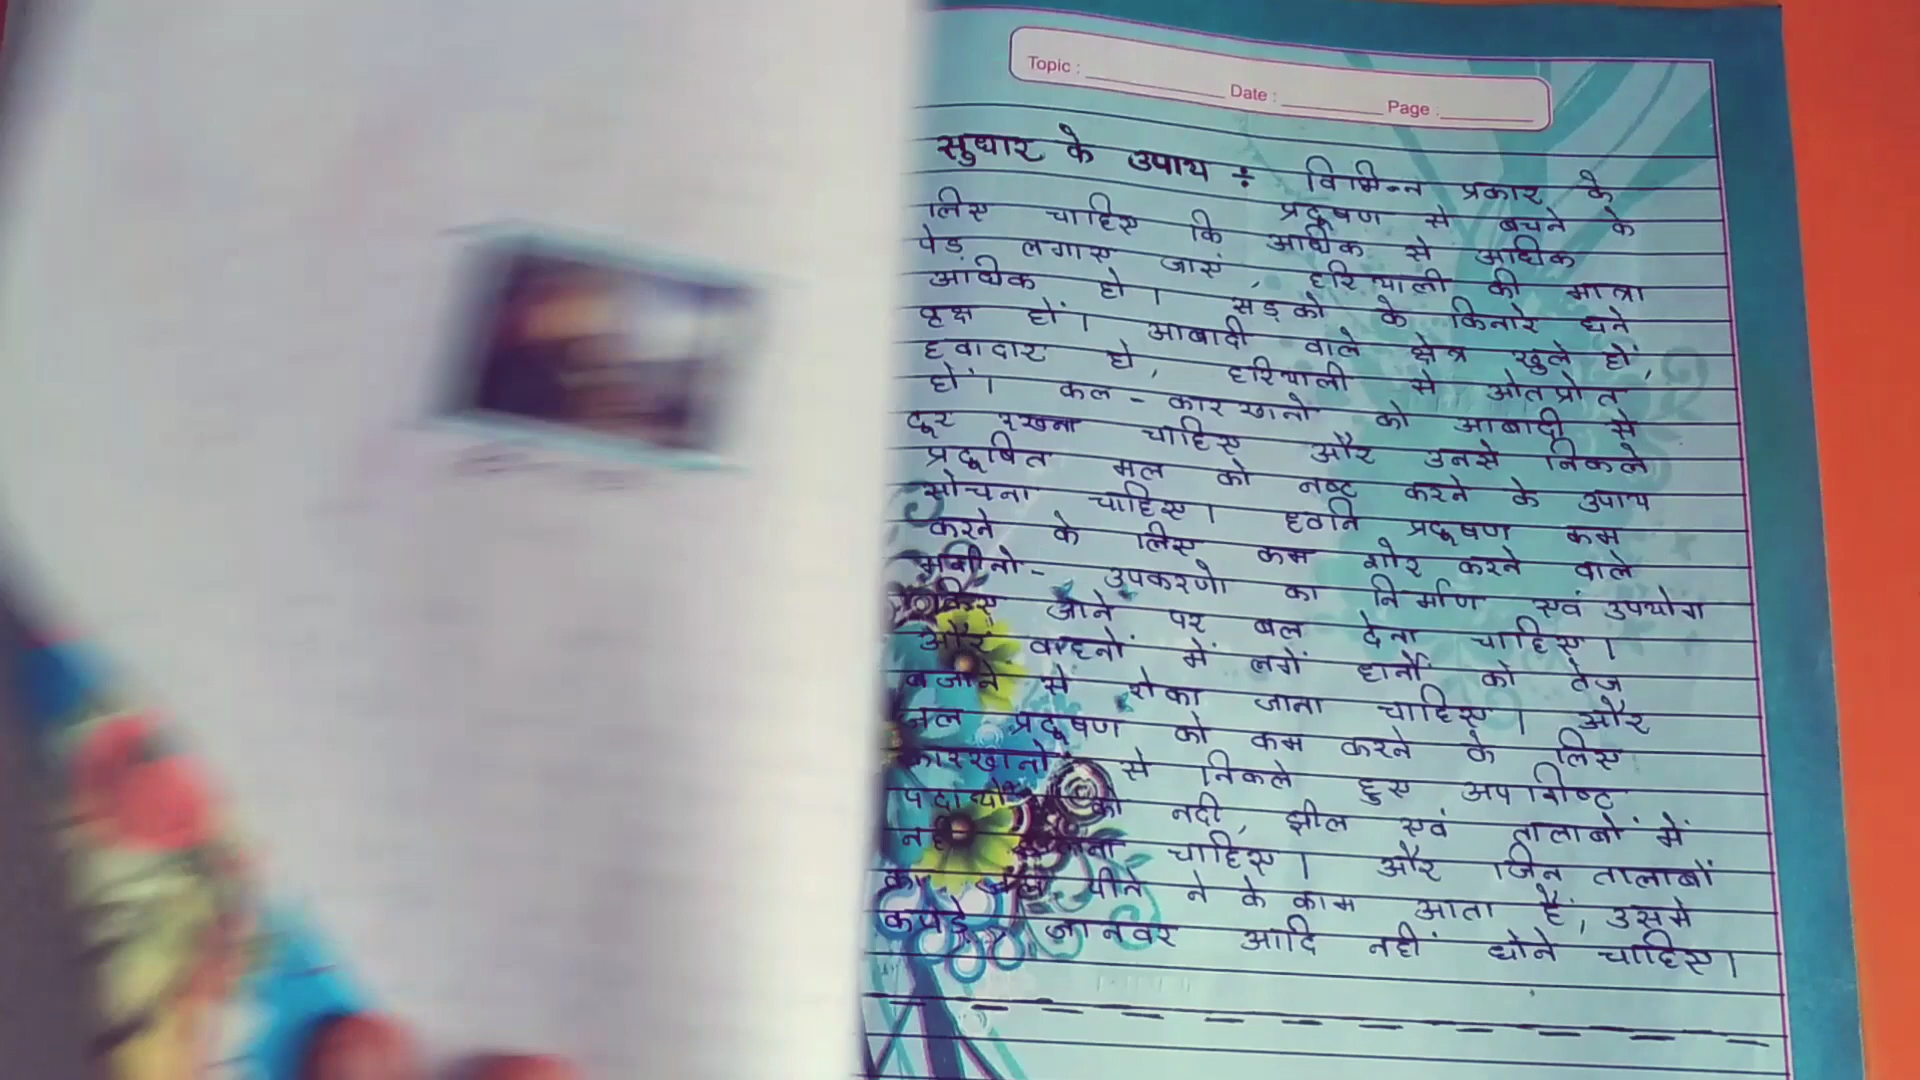 Topic : Date : Page :
सुधार के उपाय ÷ विभिन्न प्रकार के
प्रदूषण से बचने के
लिए चाहिए कि अधिक से अधिक
पेड़ लगाए जाएं, हरियाली की मात्रा
अधिक हो। सड़को के किनारे घने
वृक्ष हों। आबादी वाले क्षेत्र खुले हों,
हवादार हो, हरियाली से ओतप्रोत
हों। कल - कारखानो को आबादी से
दूर रखना चाहिए और उनसे निकले
प्रदूषित मल को नष्ट करने के उपाय
सोचना चाहिए। ध्वनि प्रदूषण कम
करने के लिए कम शोर करने वाले
मशीनो - उपकरणो का निर्माण एवं उपयोग
किए जाने पर बल देना चाहिए।
और वाहनों में लगें हार्नो को तेज
बजाने से रोका जाना चाहिए। और
जल प्रदूषण को कम करने के लिए
कारखानो से निकले हुए अपशिष्ट
पदार्थो को नदी, झील एवं तालाबों में
नहीं चाहिए। और जिन तालाबों
का जल पीने ने के काम आता हैं, उसमे
कपड़े, जानवर आदि नहीं धोने चाहिए।